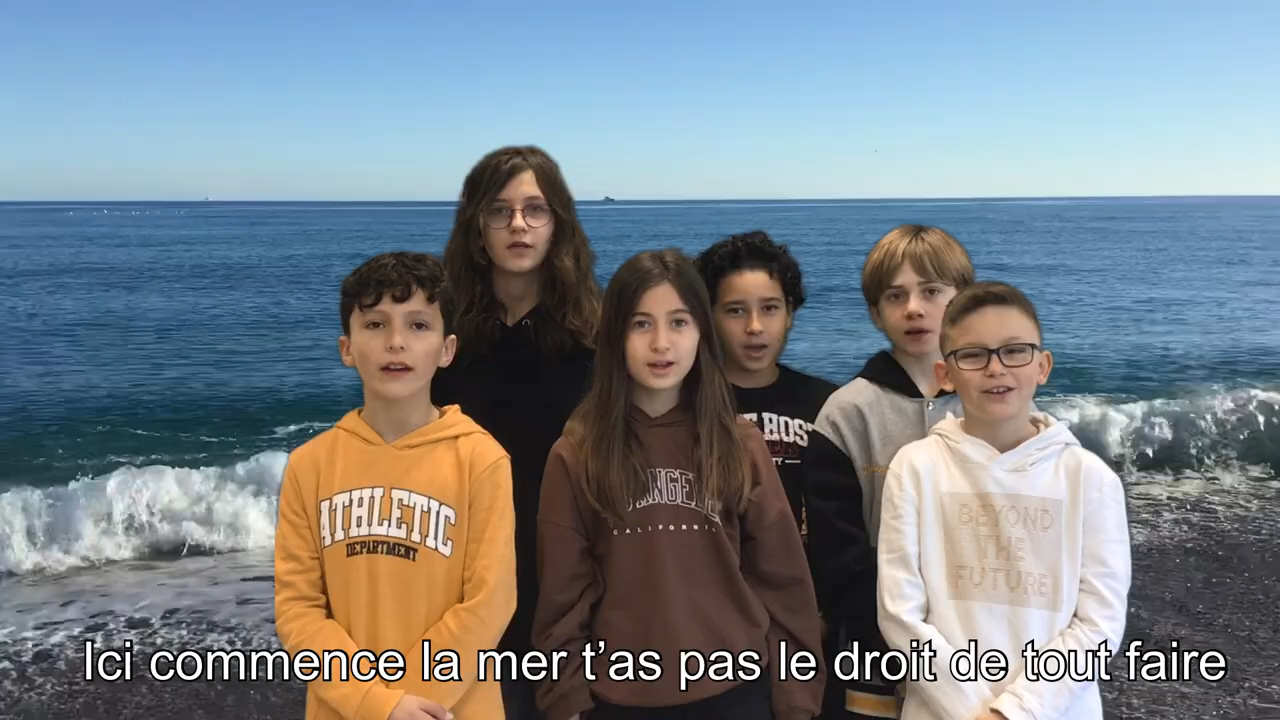 ATHLETIC
DEPARTMENT
CALIFORNIA
BEYOND
THE
FUTURE
Ici commence la mer t’as pas le droit de tout faire